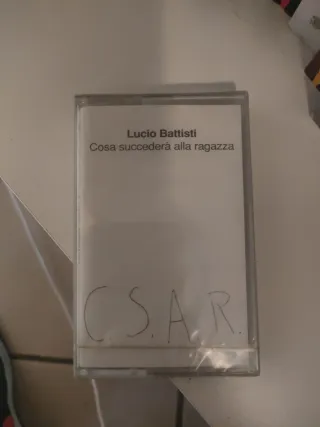 Lucio Battisti
Cosa succederà alla ragazza
C S. A R.